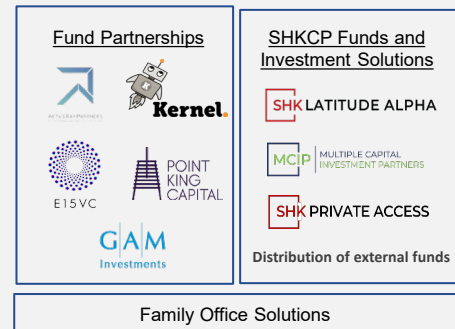 Fund Partnerships
Kernel.
E15VC
POINT
KING
CAPITAL
G|A|M
Investments
SHKCP Funds and
Investment Solutions
SHK LATITUDE ALPHA
MCIP MULTIPLE CAPITAL
INVESTMENT PARTNERS
SHK PRIVATE ACCESS
Distribution of external funds
Family Office Solutions